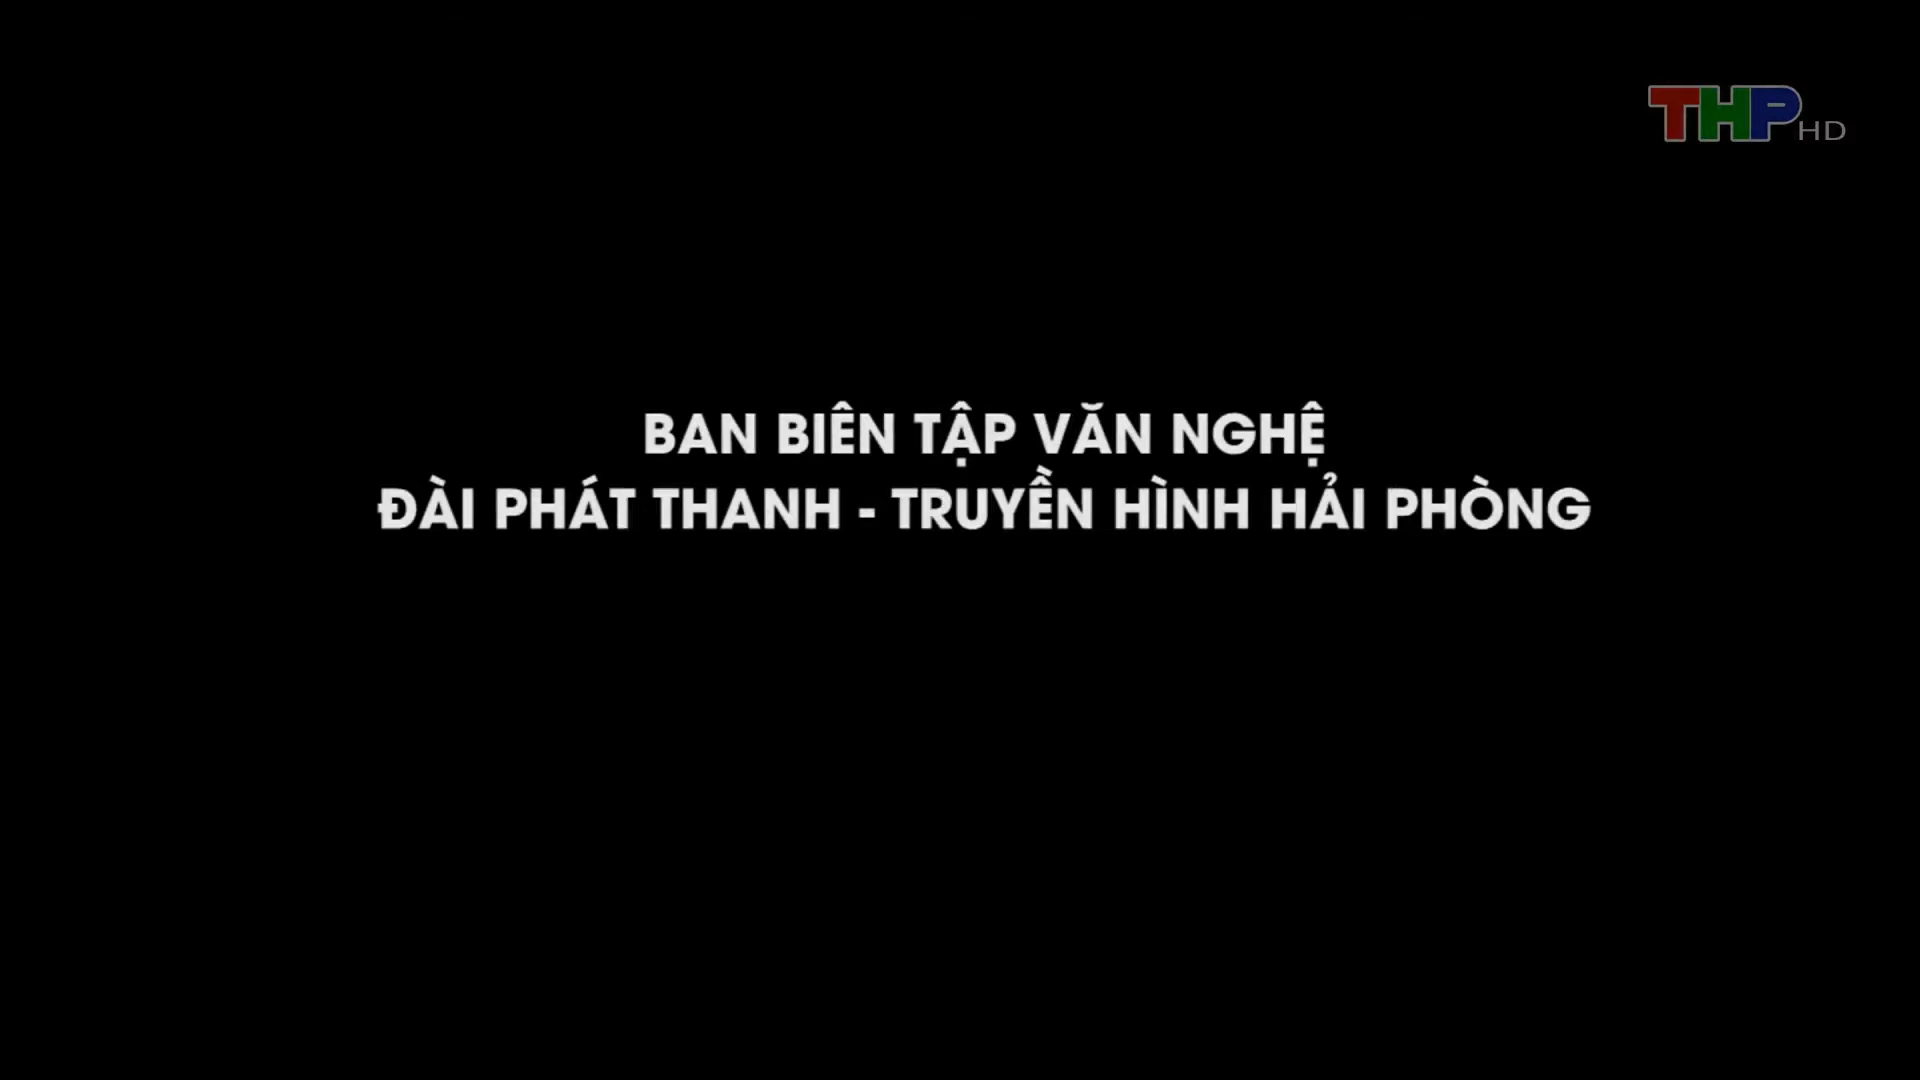 THP HD
BAN BIÊN TẬP VĂN NGHỆ
ĐÀI PHÁT THANH - TRUYỀN HÌNH HẢI PHÒNG